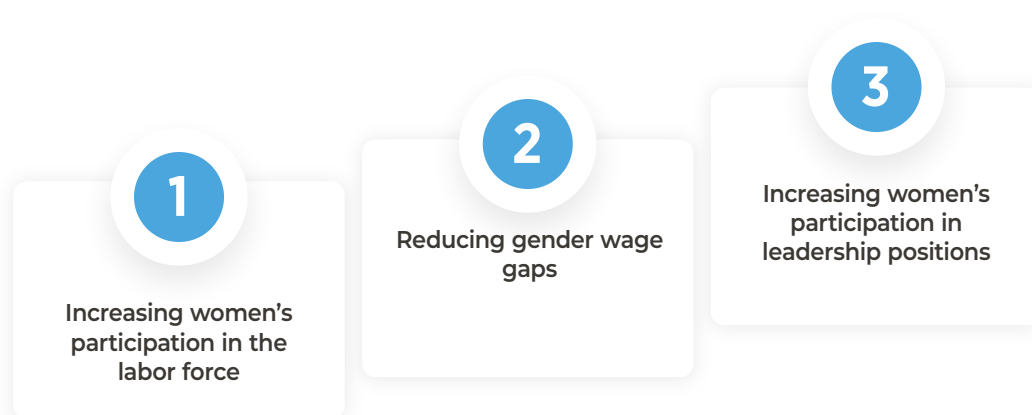 1
Increasing women’s
participation in the
labor force
2
Reducing gender wage
gaps
3
Increasing women’s
participation in
leadership positions